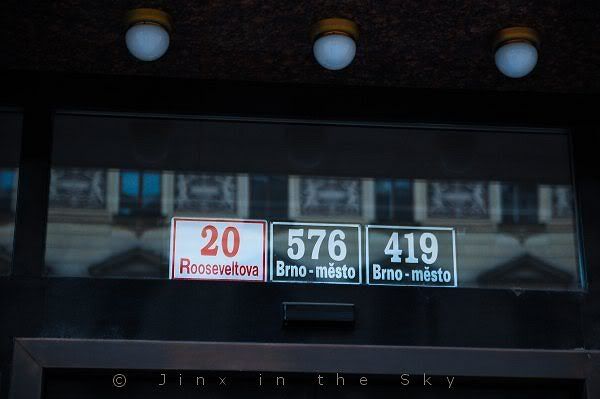 20
Rooseveltova
576
Brno - město
419
Brno - město
© Jinx in the Sky